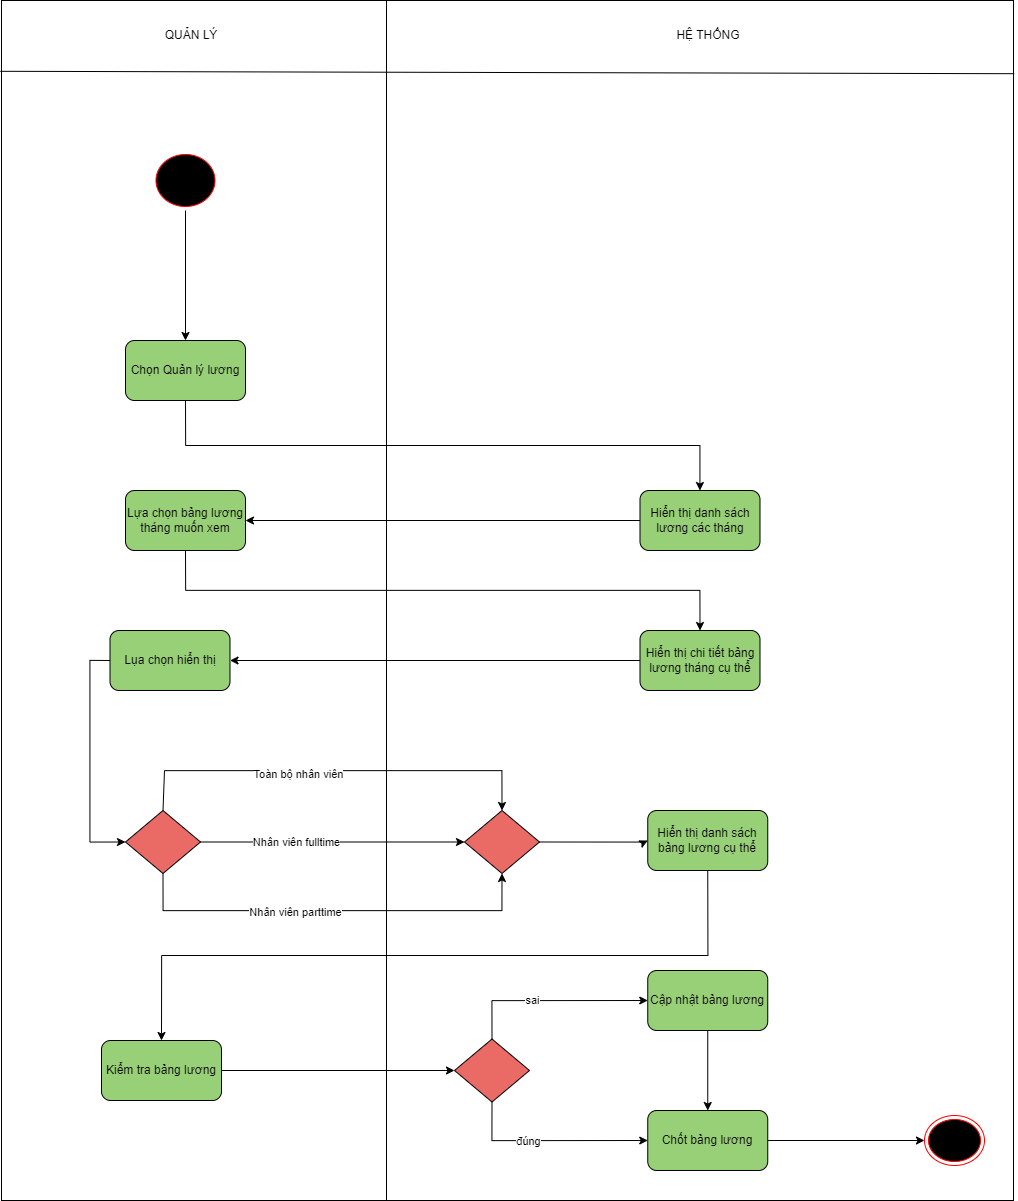 QUẢN LÝ
HỆ THỐNG
Chọn Quản lý lương
Lựa chọn bảng lương
tháng muốn xem
Hiển thị danh sách
lương các tháng
Lụa chọn hiển thị
Hiển thị chi tiết bảng
lương tháng cụ thể
Toàn bộ nhân viên
Nhân viên fulltime
Nhân viên parttime
Hiển thị danh sách
bảng lương cụ thể
Kiểm tra bảng lương
sai
Cập nhật bảng lương
đúng
Chốt bảng lương